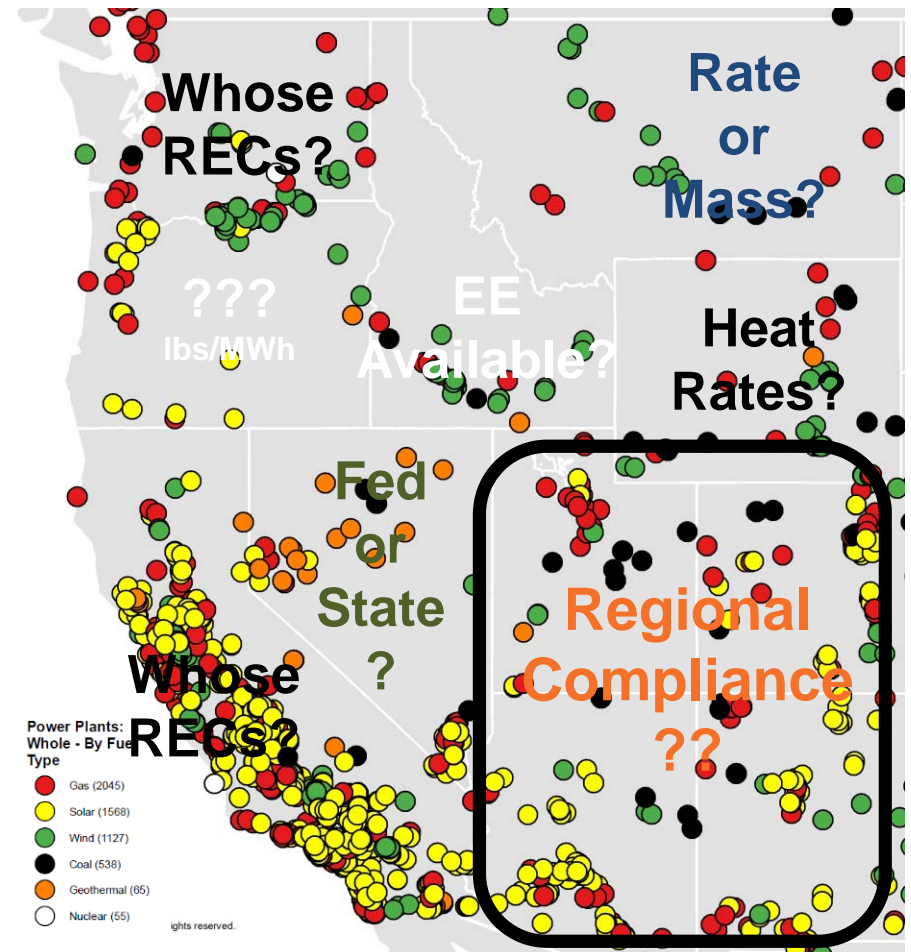 Whose
RECs?
Rate
or
Mass?
???
lbs/MWh
EE
Available?
Heat
Rates?
Fed
or
State
?
Regional
Compliance
??
Whose
RECs?
Power Plants:
Whole - By Fuel
Type
Gas (2045)
Solar (1568)
Wind (1127)
Coal (538)
Geothermal (65)
Nuclear (55)
ights reserved.